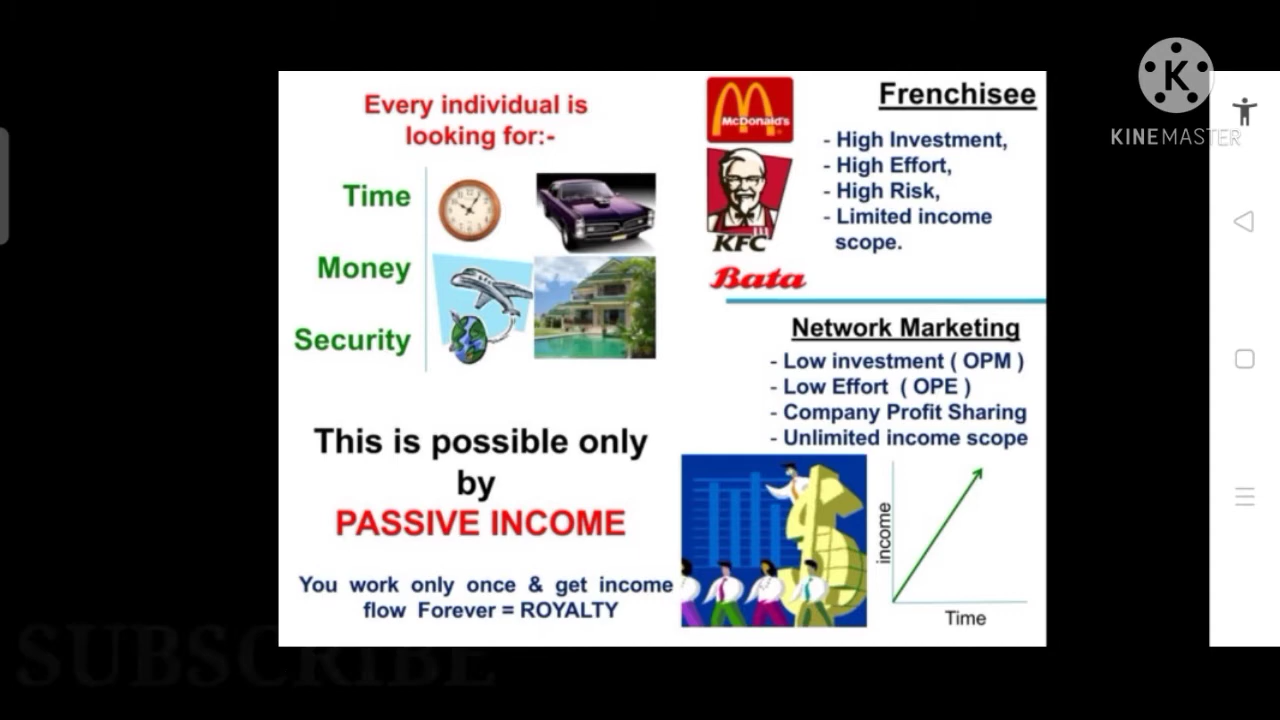 Every individual is
looking for:-
Time
Money
Security
This is possible only
by
PASSIVE INCOME
You work only once & get income
flow Forever = ROYALTY
McDonald's
KFC
Bata
Frenchisee
- High Investment,
- High Effort,
- High Risk,
- Limited income
scope.
Network Marketing
- Low investment ( OPM )
- Low Effort ( OPE )
- Company Profit Sharing
- Unlimited income scope
income
Time
K
KINEMASTER
SUBSCRIBE